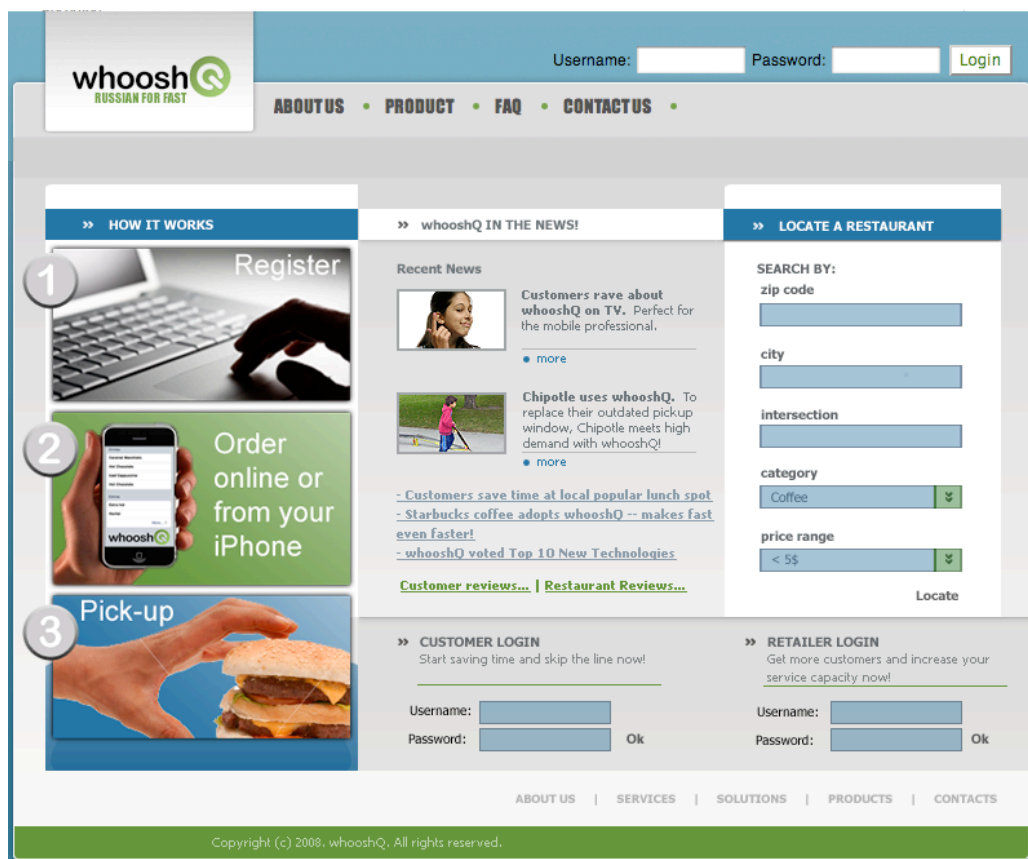 Username:
Password:
Login
whooshQ
RUSSIAN FOR FAST
ABOUT US • PRODUCT • FAQ • CONTACT US •
» HOW IT WORKS
1
Register
2
Order
online or
from your
iPhone
Hot Chocolate
Hot Chocolate
whooshQ
3
Pick-up
» whooshQ IN THE NEWS!
Recent News
Customers rave about
whooshQ on TV. Perfect for
the mobile professional.
• more
Chipotle uses whooshQ. To
replace their outdated pickup
window, Chipotle meets high
demand with whooshQ!
• more
- Customers save time at local popular lunch spot
- Starbucks coffee adopts whooshQ -- makes fast
even faster!
- whooshQ voted Top 10 New Technologies
Customer reviews... | Restaurant Reviews...
» LOCATE A RESTAURANT
SEARCH BY:
zip code
city
intersection
category
Coffee
price range
< 5$
Locate
» CUSTOMER LOGIN
Start saving time and skip the line now!
Username:
Password:
Ok
» RETAILER LOGIN
Get more customers and increase your
service capacity now!
Username:
Password:
Ok
ABOUT US | SERVICES | SOLUTIONS | PRODUCTS | CONTACTS
Copyright (c) 2008. whooshQ. All rights reserved.